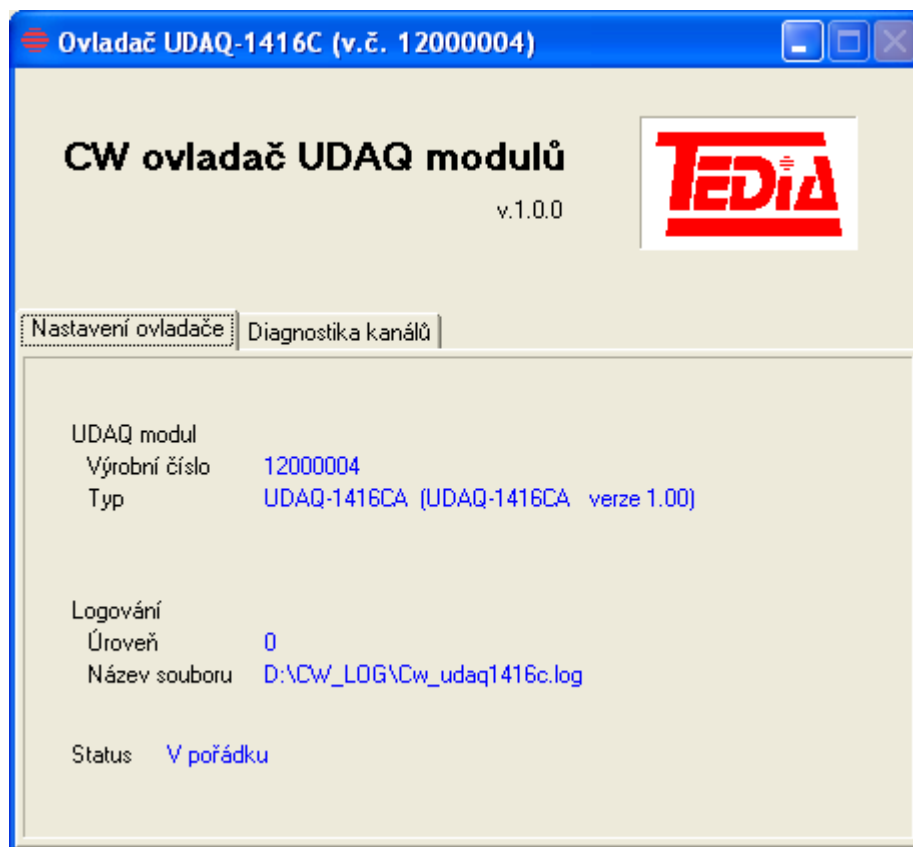 Ovladač UDAQ-1416C (v.č. 12000004)
CW ovladač UDAQ modulů
v.1.0.0
TEDIA
Nastavení ovladače
Diagnostika kanálů
UDAQ modul
Výrobní číslo 12000004
Typ UDAQ-1416CA (UDAQ-1416CA verze 1.00)
Logování
Úroveň 0
Název souboru D:\CW_LOG\Cw_udaq1416c.log
Status V pořádku